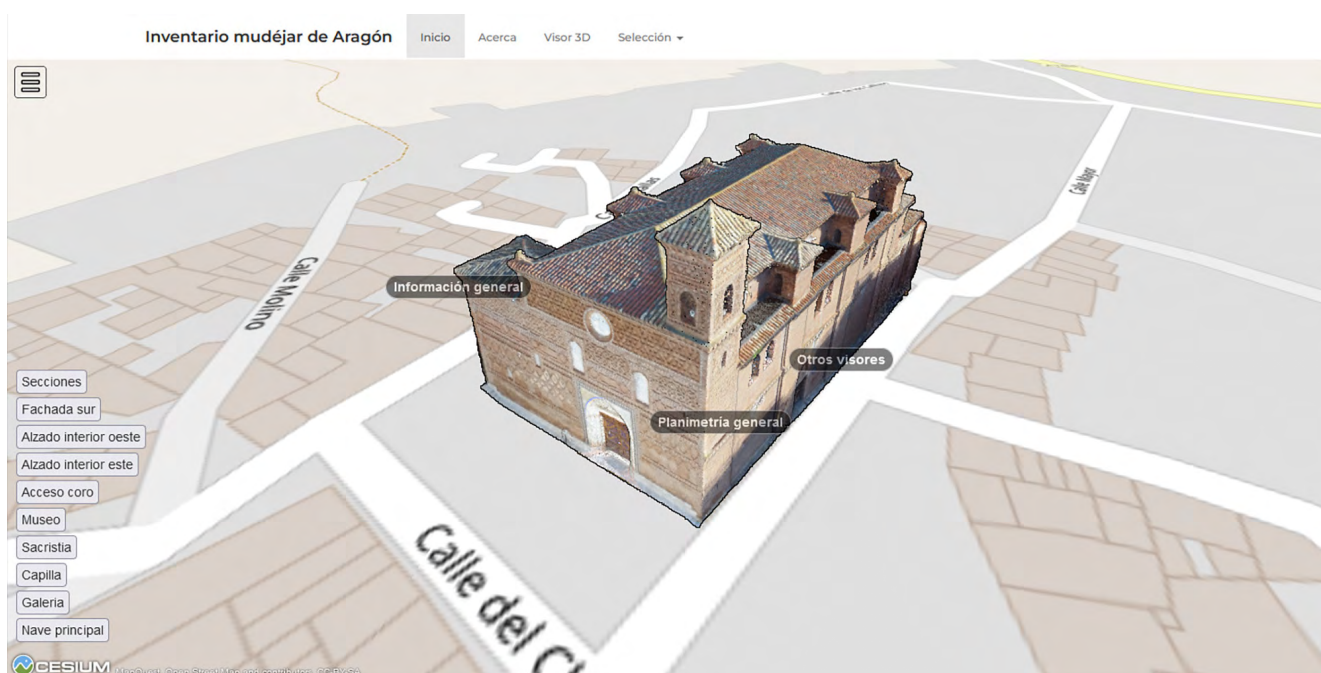 Inventario mudéjar de Aragón Inicio Acerca Visor 3D Selección
Calle Mayor
Calle Molino
Información general
Otros visores
Planimetría general
Secciones
Fachada sur
Alzado interior oeste
Alzado interior este
Acceso coro
Museo
Sacristia
Capilla
Galeria
Nave principal
Calle del
CESIUM